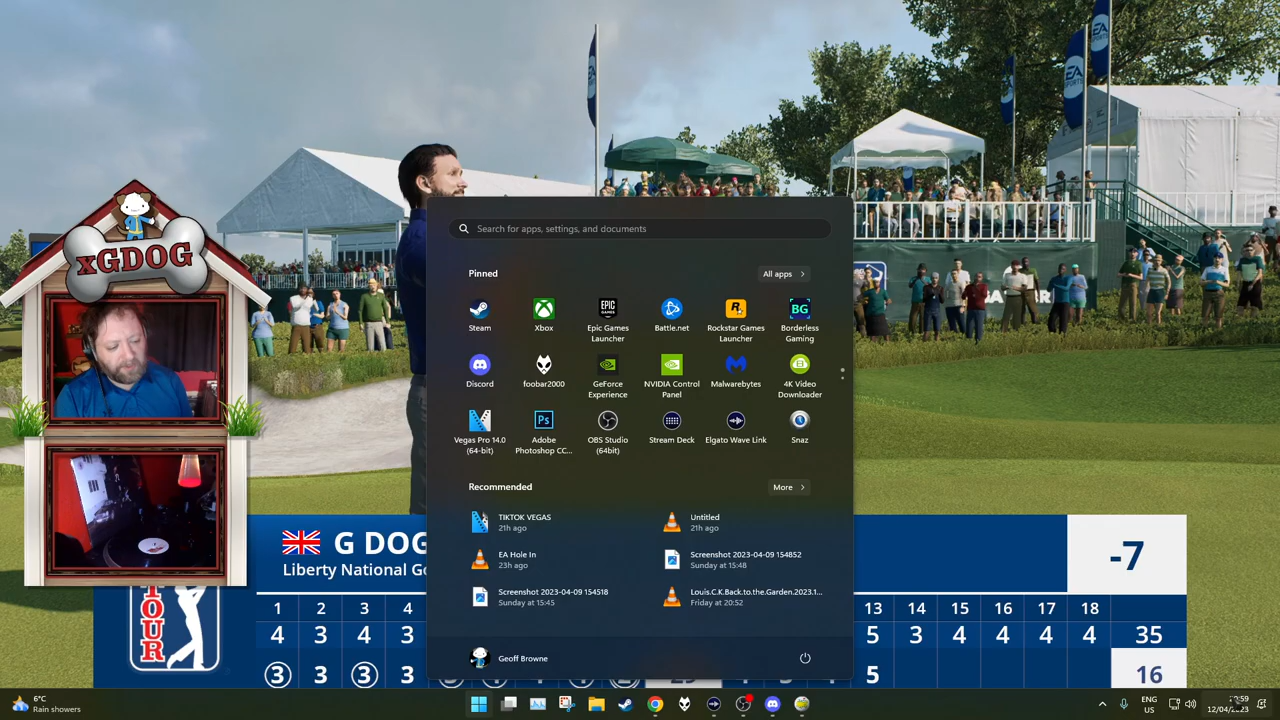 EA
SPORTS
EA
SPORTS
EA
SPORTS
xGDOG
Search for apps, settings, and documents
Pinned
All apps
Steam
Xbox
Epic Games
Launcher
Battle.net
Rockstar Games
Launcher
Borderless
Gaming
Discord
foobar2000
GeForce
Experience
NVIDIA Control
Panel
Malwarebytes
4K Video
Downloader
Vegas Pro 14.0
(64-bit)
Adobe
Photoshop CC...
OBS Studio
(64bit)
Stream Deck
Elgato Wave Link
Snaz
Recommended
More
TIKTOK VEGAS
21h ago
Untitled
21h ago
EA Hole In
23h ago
Screenshot 2023-04-09 154852
Sunday at 15:48
Screenshot 2023-04-09 154518
Sunday at 15:45
Louis.C.K.Back.to.the.Garden.2023.1...
Friday at 20:52
Geoff Browne
G DOG
Liberty National Go
-7
TOUR
1 2 3 4 13 14 15 16 17 18
4 3 4 3 5 3 4 4 4 4 35
3 3 3 3 5 16
6°C
Rain showers
ENG
US
12/04/2023